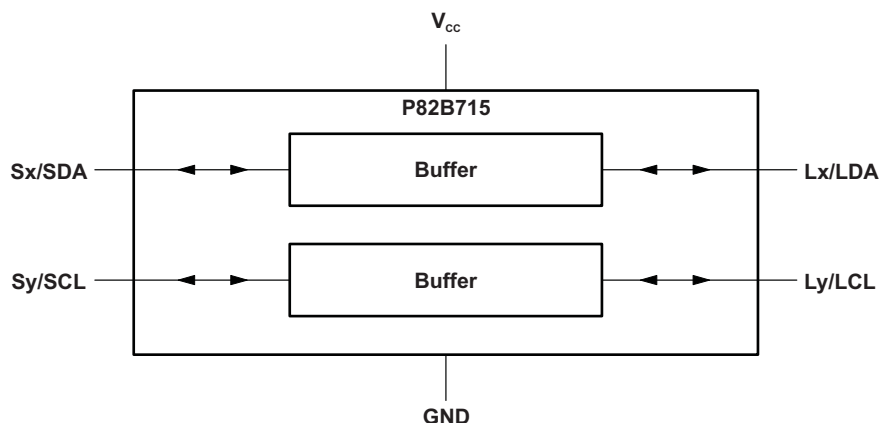 Vcc
P82B715
Sx/SDA
Buffer
Lx/LDA
Sy/SCL
Buffer
Ly/LCL
GND